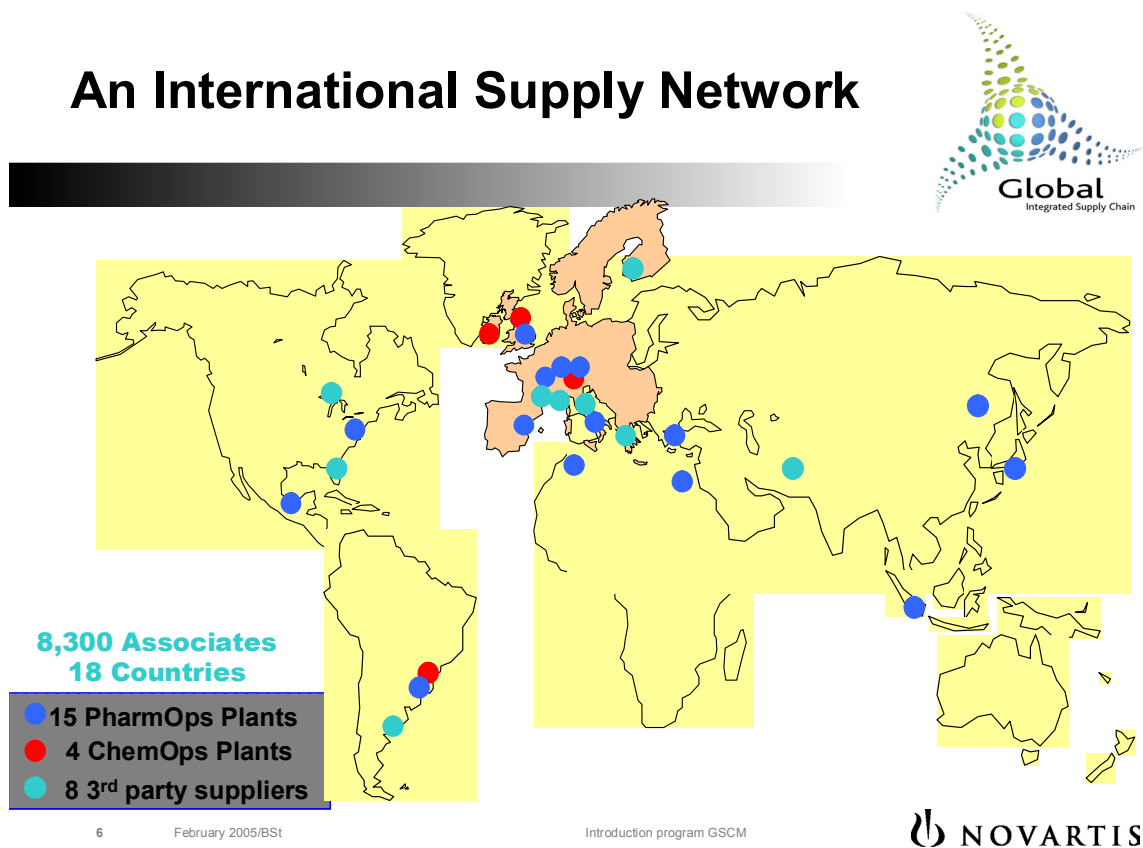 An International Supply Network
Global
Integrated Supply Chain
8,300 Associates
18 Countries
15 PharmOps Plants
4 ChemOps Plants
8 3rd party suppliers
6 February 2005/BSt Introduction program GSCM
NOVARTIS